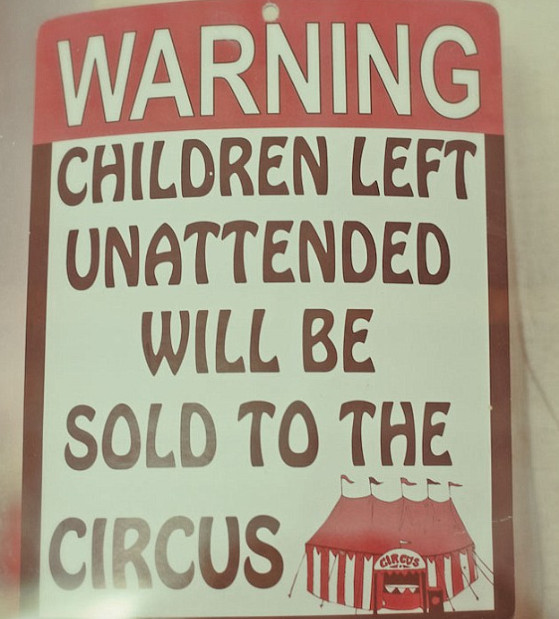 WARNING
CHILDREN LEFT
UNATTENDED
WILL BE
SOLD TO THE
CIRCUS
CIRCUS